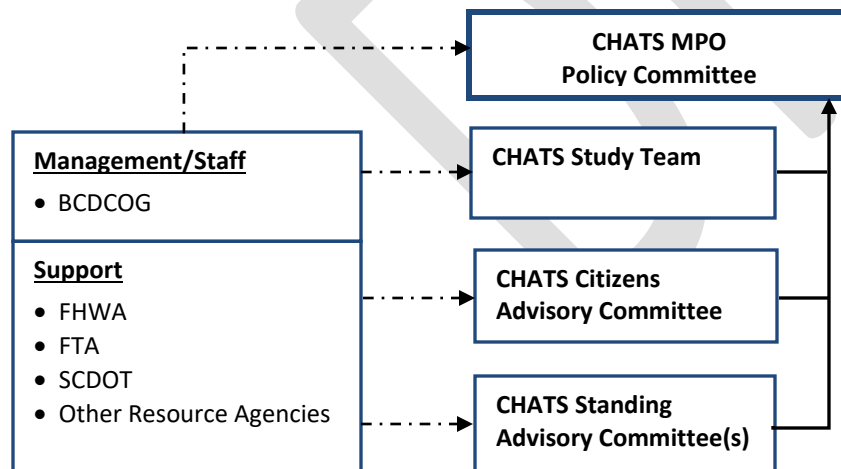 CHATS MPO
Policy Committee
Management/Staff
• BCDCOG
Support
• FHWA
• FTA
• SCDOT
• Other Resource Agencies
CHATS Study Team
CHATS Citizens
Advisory Committee
CHATS Standing
Advisory Committee(s)